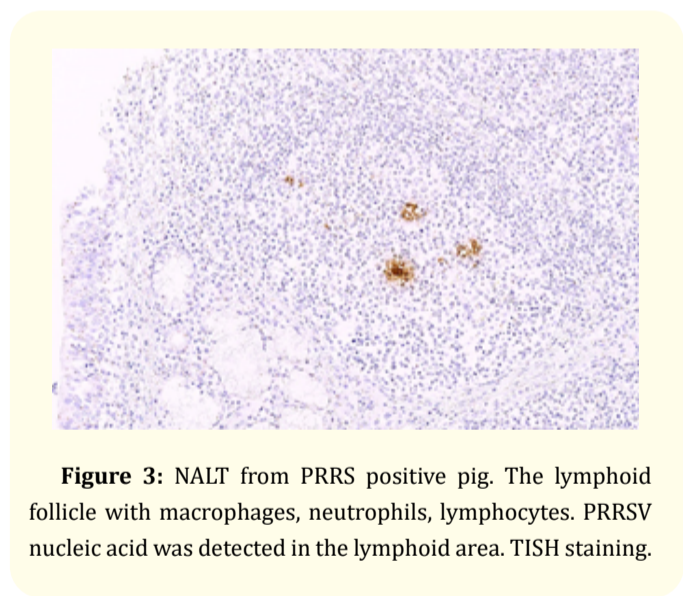 Figure 3: NALT from PRRS positive pig. The lymphoid
follicle with macrophages, neutrophils, lymphocytes. PRRSV
nucleic acid was detected in the lymphoid area. TISH staining.